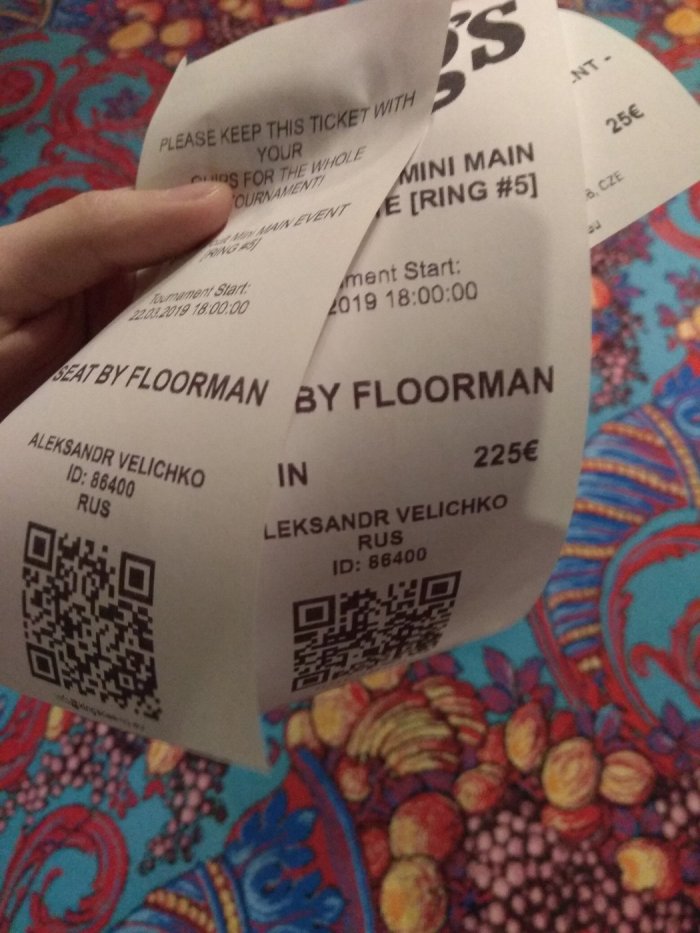 PLEASE KEEP THIS TICKET WITH
YOUR
CHIPS FOR THE WHOLE
TOURNAMENT!
Mini MAIN EVENT
[RING #5]
Tournament Start:
22.03.2019 18:00:00
SEAT BY FLOORMAN
ALEKSANDR VELICHKO
ID: 86400
RUS
g's
MINI MAIN
E [RING #5]
ment Start:
2019 18:00:00
BY FLOORMAN
IN 225€
LEKSANDR VELICHKO
RUS
ID: 86400
NT -
25€
CZE